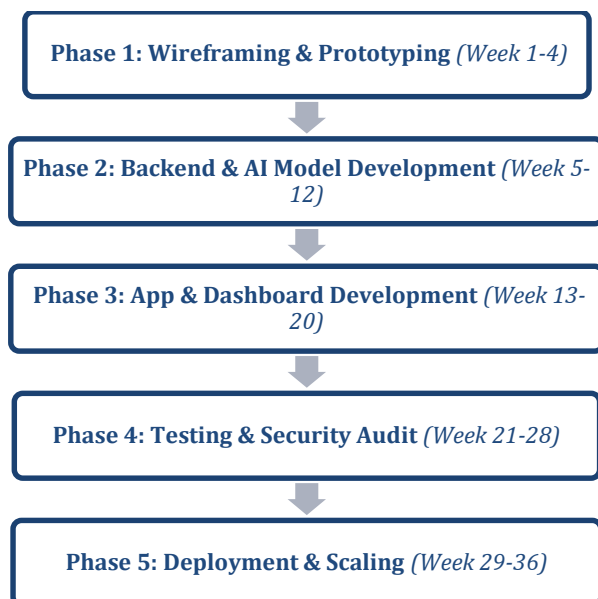 Phase 1: Wireframing & Prototyping (Week 1-4)
Phase 2: Backend & AI Model Development (Week 5-
12)
Phase 3: App & Dashboard Development (Week 13-
20)
Phase 4: Testing & Security Audit (Week 21-28)
Phase 5: Deployment & Scaling (Week 29-36)